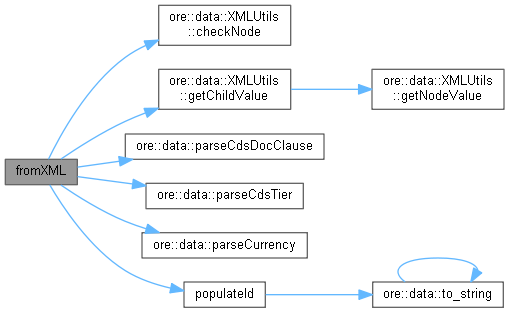 ore::data::XMLUtils
::checkNode
ore::data::XMLUtils
::getChildValue
ore::data::XMLUtils
::getNodeValue
ore::data::parseCdsDocClause
fromXML
ore::data::parseCdsTier
ore::data::parseCurrency
populateId
ore::data::to_string